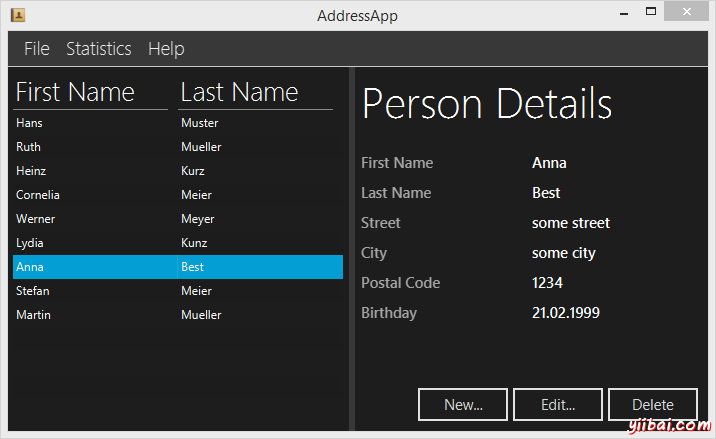 AddressApp
File Statistics Help
First Name Last Name
Hans Muster
Ruth Mueller
Heinz Kurz
Cornelia Meier
Werner Meyer
Lydia Kunz
Anna Best
Stefan Meier
Martin Mueller
Person Details
First Name Anna
Last Name Best
Street some street
City some city
Postal Code 1234
Birthday 21.02.1999
New... Edit... Delete
yiibai.com